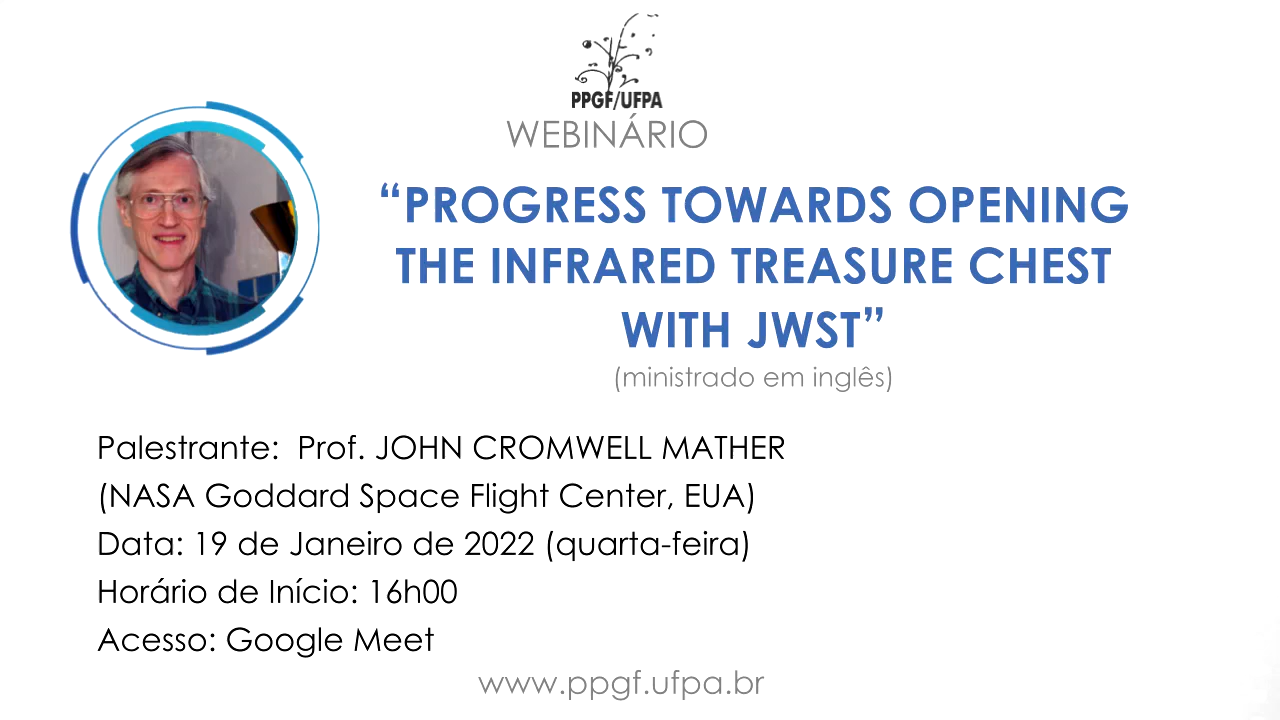 PPGF/UFPA
WEBINÁRIO
“PROGRESS TOWARDS OPENING
THE INFRARED TREASURE CHEST
WITH JWST”
(ministrado em inglês)
Palestrante: Prof. JOHN CROMWELL MATHER
(NASA Goddard Space Flight Center, EUA)
Data: 19 de Janeiro de 2022 (quarta-feira)
Horário de Início: 16h00
Acesso: Google Meet
www.ppgf.ufpa.br